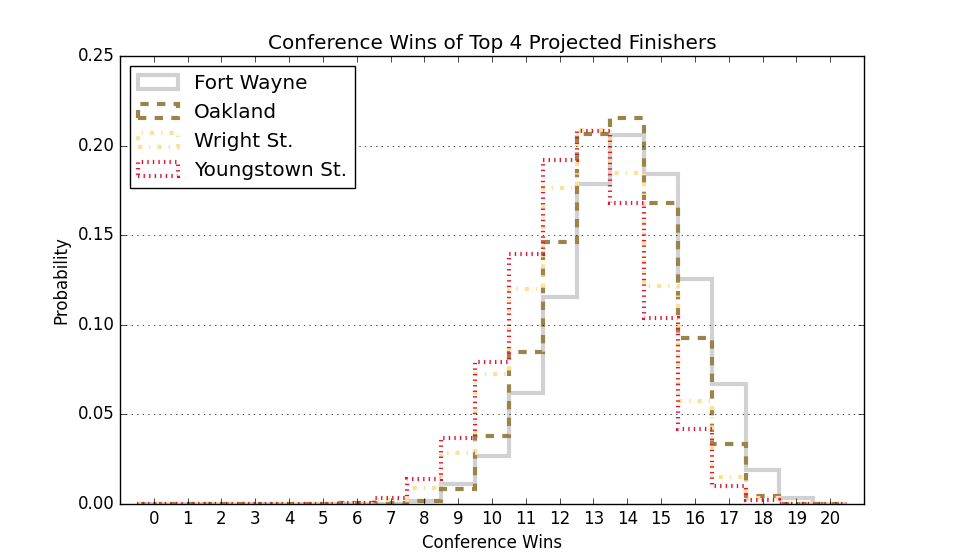 Conference Wins of Top 4 Projected Finishers
Fort Wayne
Oakland
Wright St.
Youngstown St.
0.25
0.20
0.15
0.10
0.05
0.00
Probability
0 1 2 3 4 5 6 7 8 9 10 11 12 13 14 15 16 17 18 19 20
Conference Wins